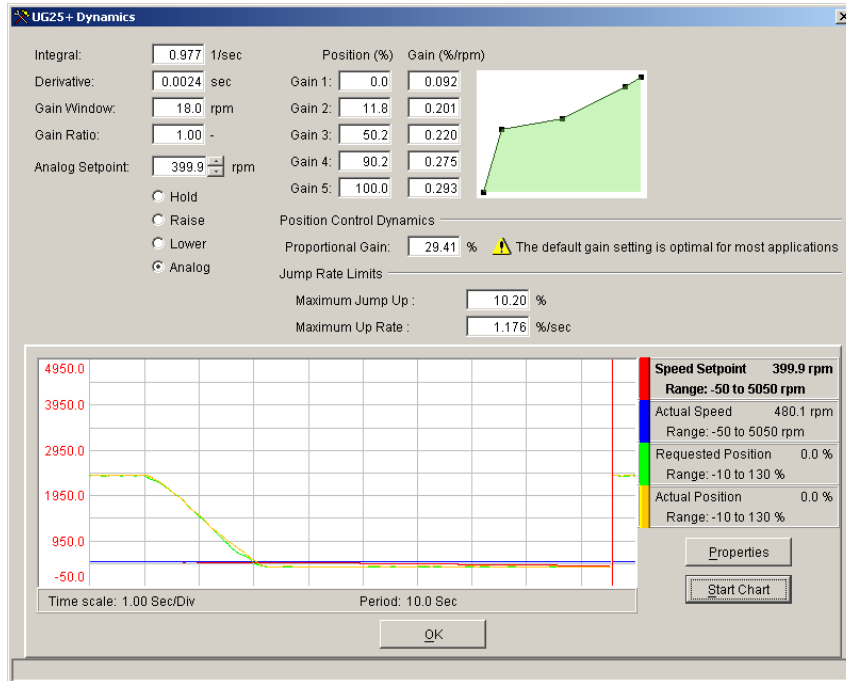 UG25+ Dynamics
Integral: 0.977 1/sec
Derivative: 0.0024 sec
Gain Window: 18.0 rpm
Gain Ratio: 1.00 -
Analog Setpoint: 399.9 rpm
Hold
Raise
Lower
Analog
Position (%) Gain (%/rpm)
Gain 1: 0.0 0.092
Gain 2: 11.8 0.201
Gain 3: 50.2 0.220
Gain 4: 90.2 0.275
Gain 5: 100.0 0.293
Position Control Dynamics
Proportional Gain: 29.41 % The default gain setting is optimal for most applications
Jump Rate Limits
Maximum Jump Up : 10.20 %
Maximum Up Rate : 1.176 %/sec
4950.0
3950.0
2950.0
1950.0
950.0
-50.0
Time scale: 1.00 Sec/Div Period: 10.0 Sec
Speed Setpoint 399.9 rpm
Range: -50 to 5050 rpm
Actual Speed 480.1 rpm
Range: -50 to 5050 rpm
Requested Position 0.0 %
Range: -10 to 130 %
Actual Position 0.0 %
Range: -10 to 130 %
Properties
Start Chart
OK